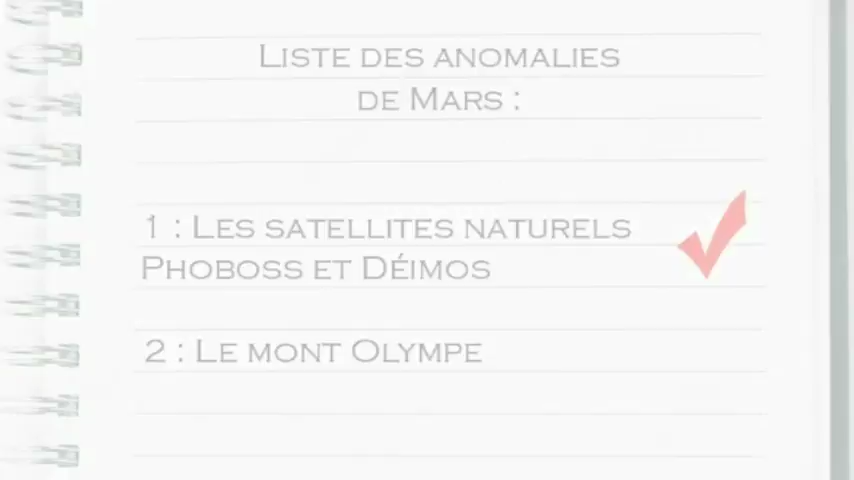 Liste des anomalies
de Mars :
1 : Les satellites naturels
Phoboss et Déimos
2 : Le mont Olympe